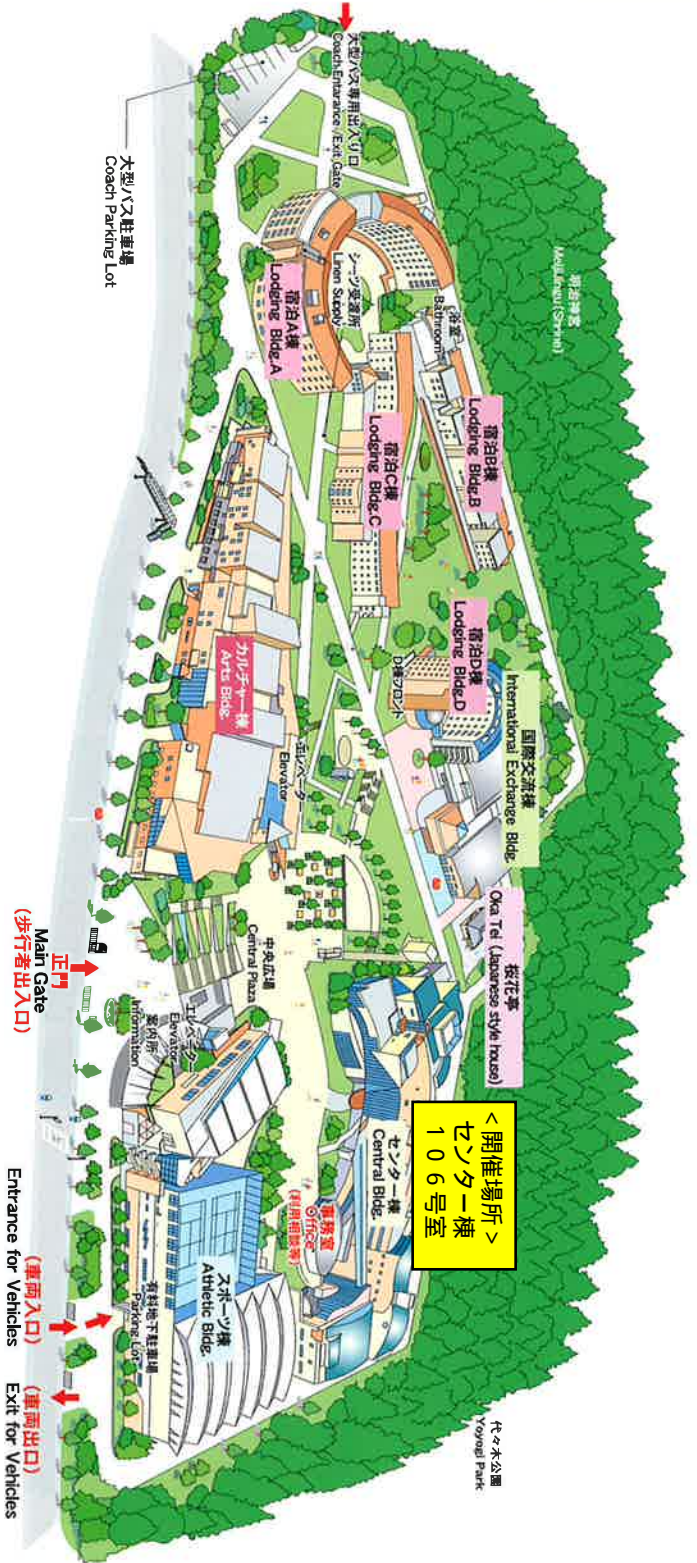 明治神宮
Meiji Jingu (Shrine)
大型バス専用出入り口
Coach Entarance / Exit Gate
大型バス駐車場
Coach Parking Lot
シーツ受渡所
Linen Supply
宿泊A棟
Lodging Bldg.A
浴室
Bathroom
宿泊B棟
Lodging Bldg.B
宿泊C棟
Lodging Bldg.C
宿泊D棟
Lodging Bldg.D
D棟フロント
国際交流棟
International Exchange Bldg.
桜花亭
Oka Tei (Japanese style house)
カルチャー棟
Arts Bldg.
エレベーター
Elevator
中央広場
Central Plaza
<開催場所>
センター棟
106号室
センター棟
Central Bldg.
事務室
Office
(利用相談等)
エレベーター
Elevator
案内所
Information
正門
Main Gate
(歩行者出入口)
スポーツ棟
Athletic Bldg.
有料地下駐車場
Parking Lot
(車両入口)
Entrance for Vehicles
(車両出口)
Exit for Vehicles
代々木公園
Yoyogi Park